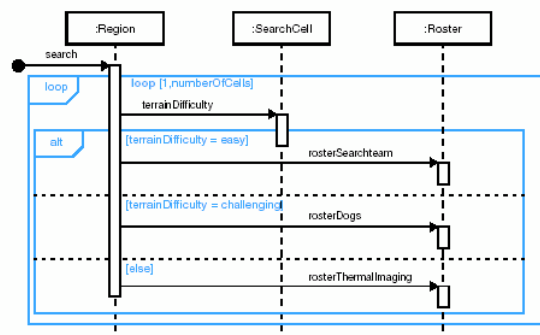 :Region
:SearchCell
:Roster
search
loop
loop [1,numberOfCells]
terrainDifficulty
alt
[terrainDifficulty = easy]
rosterSearchteam
[terrainDifficulty = challenging]
rosterDogs
[else]
rosterThermalImaging